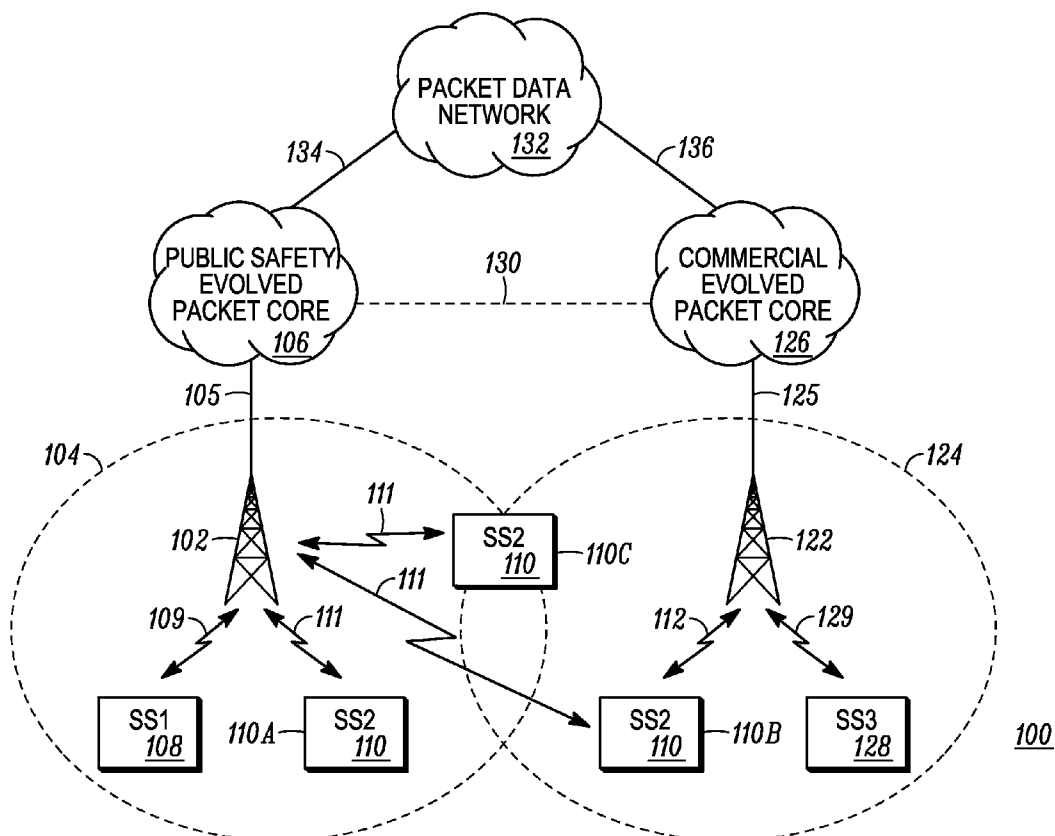 PACKET DATA
NETWORK
132
134
136
PUBLIC SAFETY
EVOLVED
PACKET CORE
106
130
COMMERCIAL
EVOLVED
PACKET CORE
126
105
125
104
124
102
111
SS2
110
110C
122
111
109
111
112
129
SS1
108
110A
SS2
110
SS2
110
110B
SS3
128
100